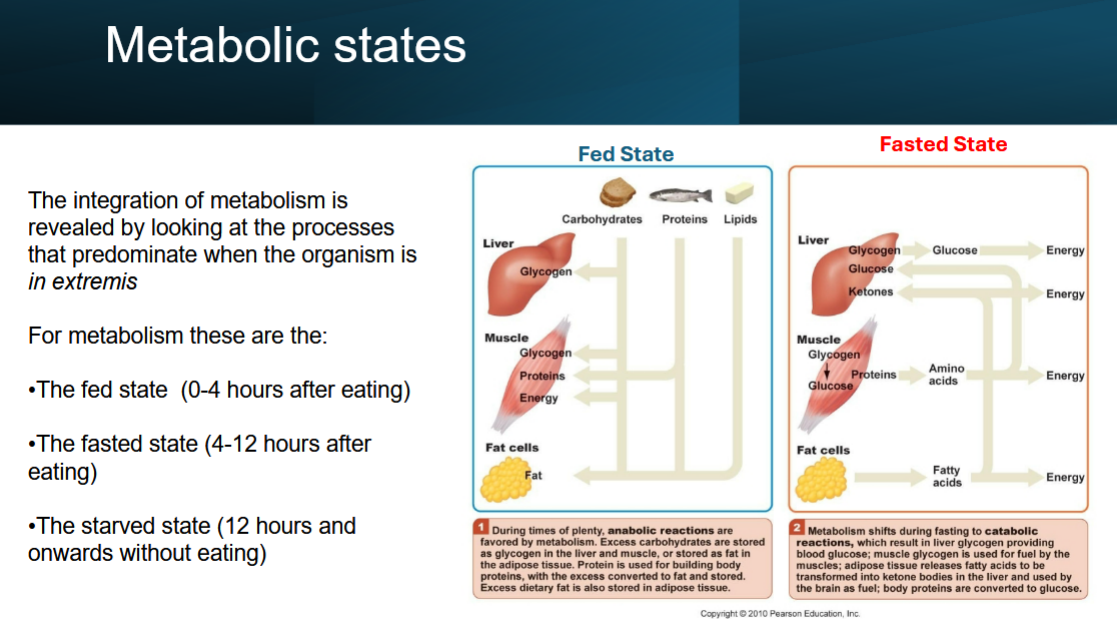 Metabolic states
The integration of metabolism is
revealed by looking at the processes
that predominate when the organism is
in extremis
For metabolism these are the:
•The fed state (0-4 hours after eating)
•The fasted state (4-12 hours after
eating)
•The starved state (12 hours and
onwards without eating)
Fed State
Carbohydrates Proteins Lipids
Liver
Glycogen
Muscle
Glycogen
Proteins
Energy
Fat cells
Fat
1 During times of plenty, anabolic reactions are
favored by metabolism. Excess carbohydrates are stored
as glycogen in the liver and muscle, or stored as fat in
the adipose tissue. Protein is used for building body
proteins, with the excess converted to fat and stored.
Excess dietary fat is also stored in adipose tissue.
Fasted State
Liver
Glycogen Glucose Energy
Glucose
Ketones Energy
Muscle
Glycogen
Proteins Amino acids Energy
Glucose
Fat cells
Fatty acids Energy
2 Metabolism shifts during fasting to catabolic
reactions, which result in liver glycogen providing
blood glucose; muscle glycogen is used for fuel by the
muscles; adipose tissue releases fatty acids to be
transformed into ketone bodies in the liver and used by
the brain as fuel; body proteins are converted to glucose.
Copyright © 2010 Pearson Education, Inc.